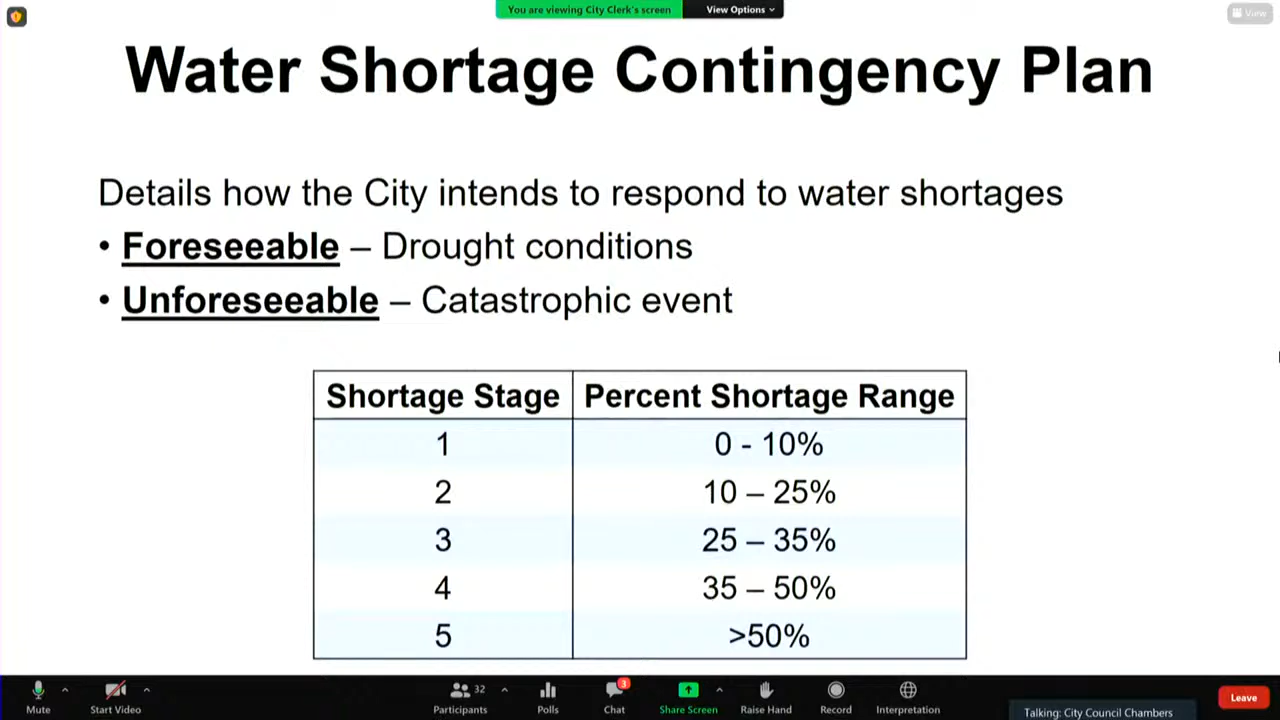 You are viewing City Clerk's screen
View Options
View
Water Shortage Contingency Plan
Details how the City intends to respond to water shortages
• Foreseeable – Drought conditions
• Unforeseeable – Catastrophic event
Shortage Stage Percent Shortage Range
1 0 - 10%
2 10 – 25%
3 25 – 35%
4 35 – 50%
5 >50%
Mute
Start Video
32
Participants
Polls
3
Chat
Share Screen
Raise Hand
Record
Interpretation
Leave
Talking: City Council Chambers